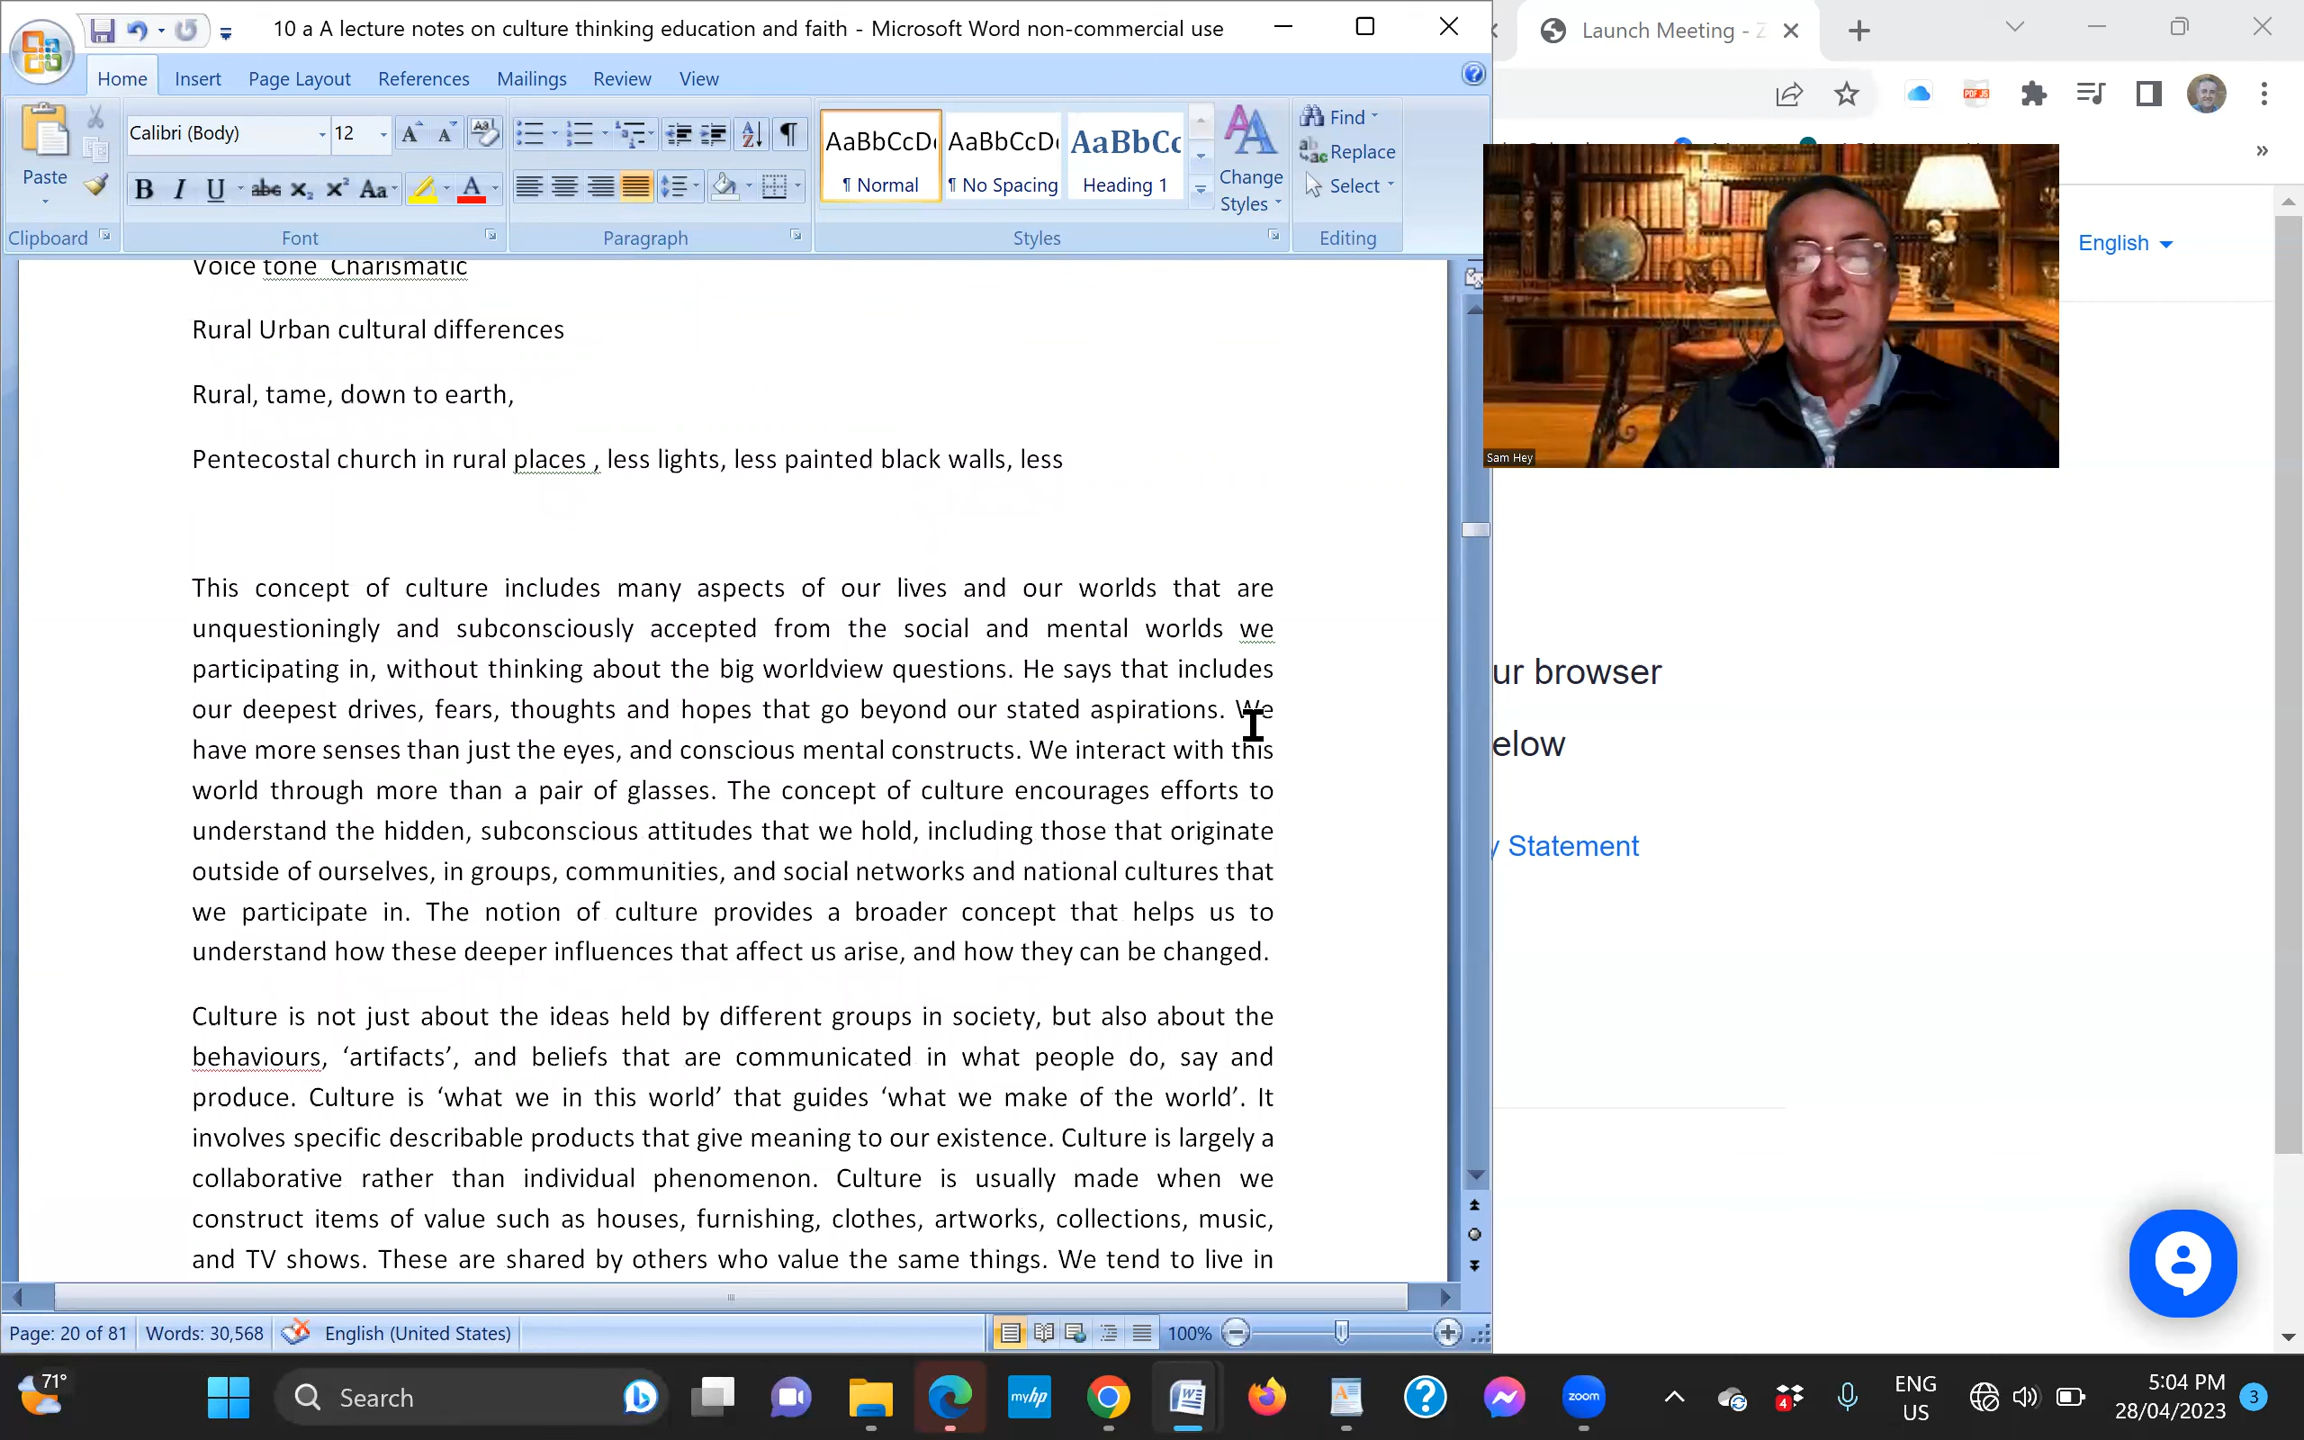 10 a A lecture notes on culture thinking education and faith - Microsoft Word non-commercial use
Launch Meeting - Z
Home Insert Page Layout References Mailings Review View
Calibri (Body) 12
Paste
Clipboard Font Paragraph Styles Editing
AaBbCcDc AaBbCcDc AaBbCc
¶ Normal ¶ No Spacing Heading 1
Change
Styles
Find
Replace
Select
English
Sam Hey
Voice tone Charismatic
Rural Urban cultural differences
Rural, tame, down to earth,
Pentecostal church in rural places , less lights, less painted black walls, less
This concept of culture includes many aspects of our lives and our worlds that are
unquestioningly and subconsciously accepted from the social and mental worlds we
participating in, without thinking about the big worldview questions. He says that includes
our deepest drives, fears, thoughts and hopes that go beyond our stated aspirations. We
have more senses than just the eyes, and conscious mental constructs. We interact with this
world through more than a pair of glasses. The concept of culture encourages efforts to
understand the hidden, subconscious attitudes that we hold, including those that originate
outside of ourselves, in groups, communities, and social networks and national cultures that
we participate in. The notion of culture provides a broader concept that helps us to
understand how these deeper influences that affect us arise, and how they can be changed.
Culture is not just about the ideas held by different groups in society, but also about the
behaviours, ‘artifacts’, and beliefs that are communicated in what people do, say and
produce. Culture is ‘what we in this world’ that guides ‘what we make of the world’. It
involves specific describable products that give meaning to our existence. Culture is largely a
collaborative rather than individual phenomenon. Culture is usually made when we
construct items of value such as houses, furnishing, clothes, artworks, collections, music,
and TV shows. These are shared by others who value the same things. We tend to live in
ur browser
elow
y Statement
Page: 20 of 81 Words: 30,568 English (United States) 100%
71°
Search
myhp
zoom
4
ENG
US
5:04 PM
28/04/2023
3